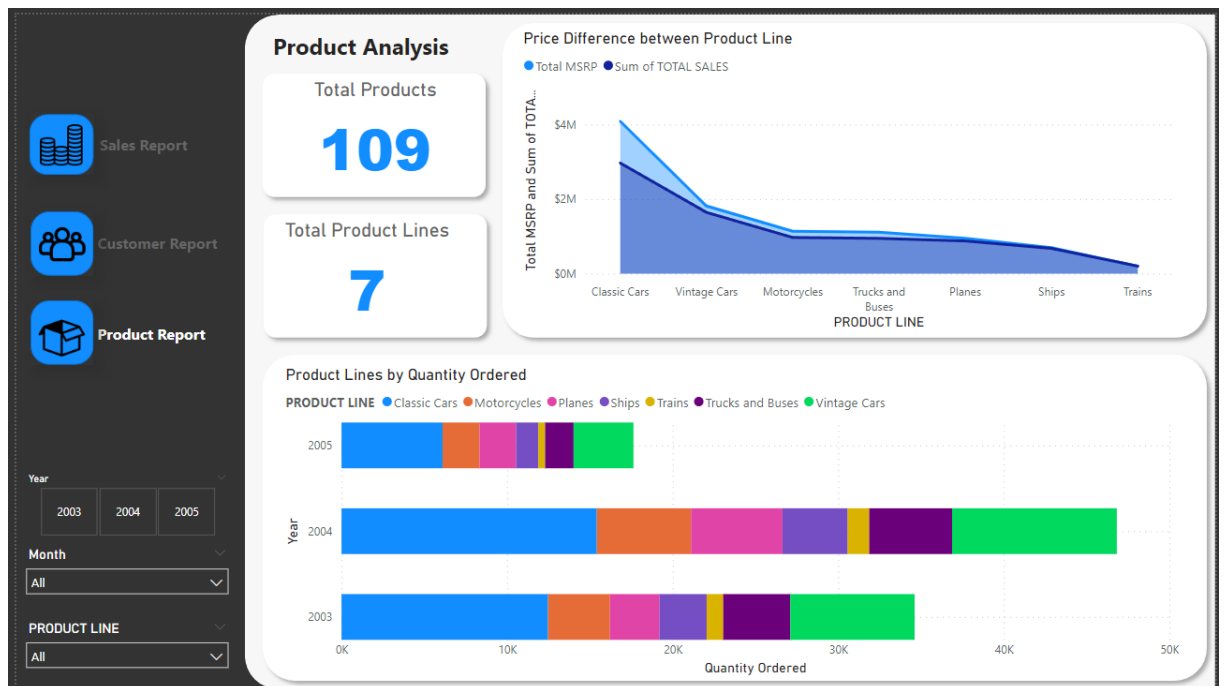 Sales Report
Customer Report
Product Report
Year
2003 2004 2005
Month
All
PRODUCT LINE
All
Product Analysis
Total Products
109
Total Product Lines
7
Price Difference between Product Line
Total MSRP Sum of TOTAL SALES
Total MSRP and Sum of TOTA...
$4M
$2M
$0M
Classic Cars Vintage Cars Motorcycles Trucks and Planes Ships Trains
Buses
PRODUCT LINE
Product Lines by Quantity Ordered
PRODUCT LINE Classic Cars Motorcycles Planes Ships Trains Trucks and Buses Vintage Cars
Year
2005
2004
2003
0K 10K 20K 30K 40K 50K
Quantity Ordered